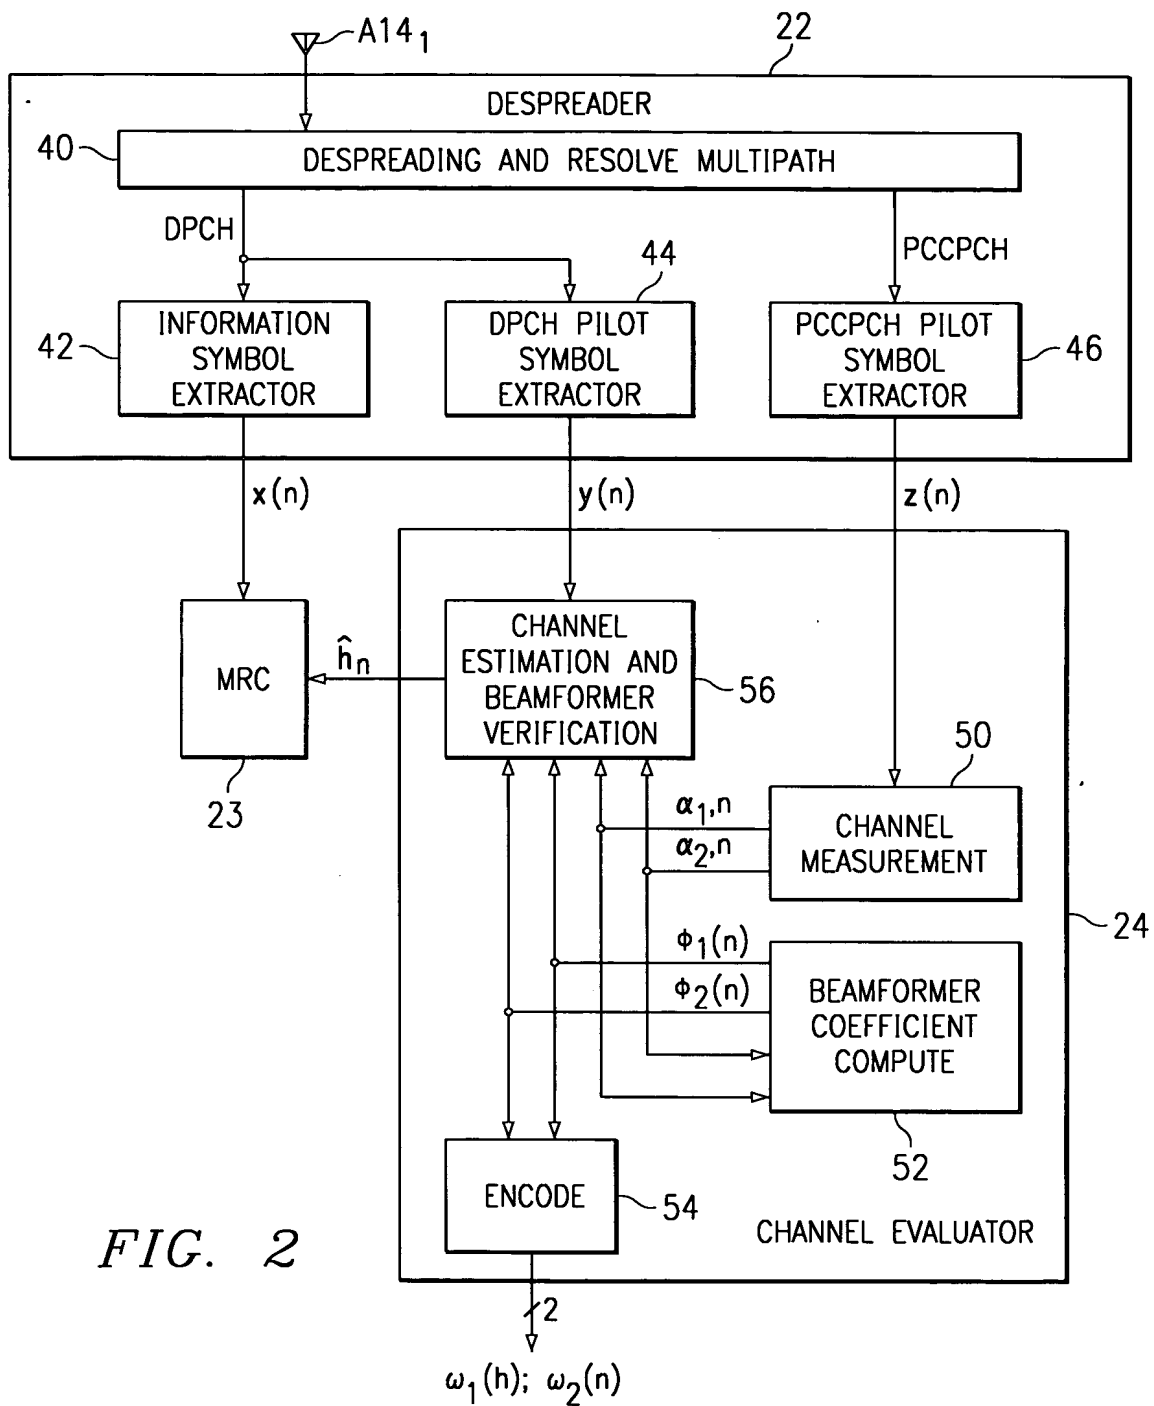 A14₁
22
DESPREADER
40
DESPREADING AND RESOLVE MULTIPATH
DPCH
PCCPCH
44
42
INFORMATION
SYMBOL
EXTRACTOR
DPCH PILOT
SYMBOL
EXTRACTOR
PCCPCH PILOT
SYMBOL
EXTRACTOR
46
x(n)
y(n)
z(n)
MRC
23
ĥn
CHANNEL
ESTIMATION AND
BEAMFORMER
VERIFICATION
56
50
α₁,n
α₂,n
CHANNEL
MEASUREMENT
24
Φ₁(n)
Φ₂(n)
BEAMFORMER
COEFFICIENT
COMPUTE
52
ENCODE
54
CHANNEL EVALUATOR
FIG. 2
2
ω₁(h); ω₂(n)